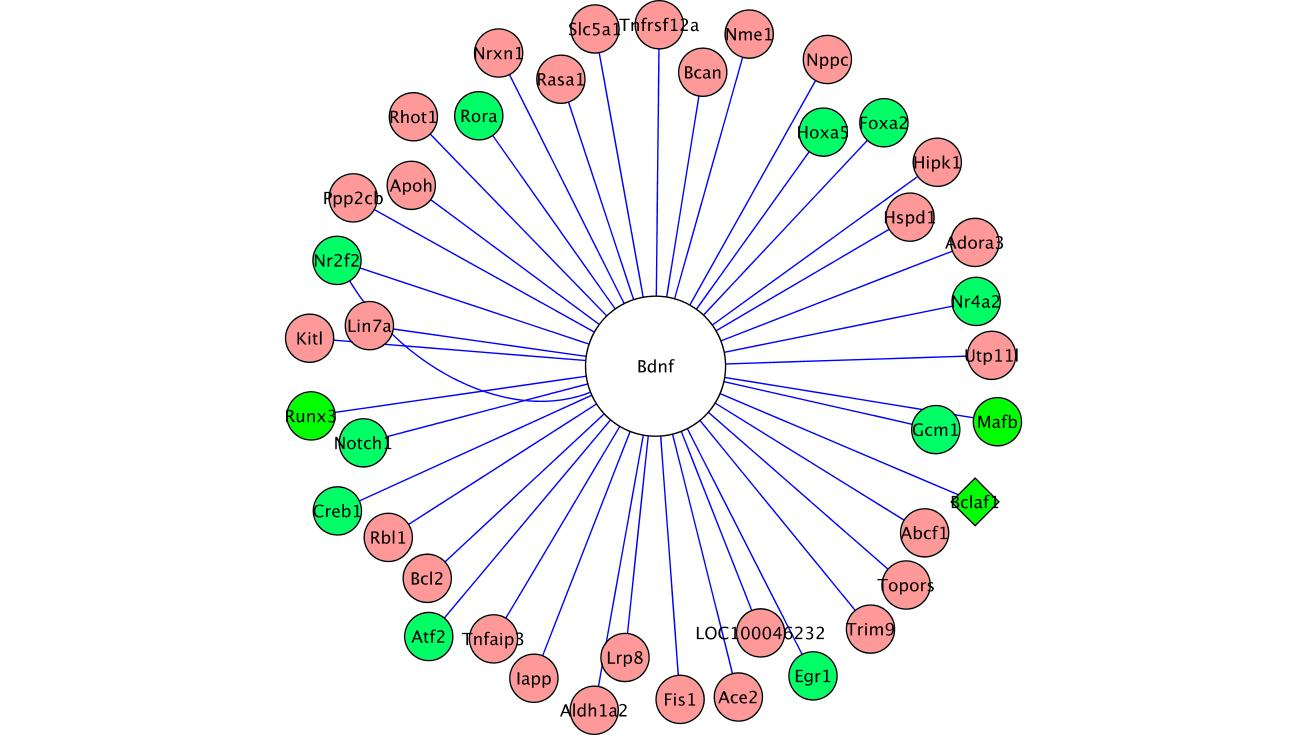 Slc5a1
Tnfrsf12a
Nme1
Nrxn1
Nppc
Bcan
Rasa1
Rora
Rhot1
Foxa2
Hoxa5
Hipk1
Apoh
Ppp2cb
Hspd1
Adora3
Nr2f2
Nr4a2
Lin7a
Kitl
Utp11l
Bdnf
Runx3
Mafb
Gcm1
Notch1
Bclaf1
Creb1
Abcf1
Rbl1
Bcl2
Topors
Trim9
LOC100046232
Atf2
Tnfaip3
Lrp8
Egr1
Iapp
Ace2
Fis1
Aldh1a2